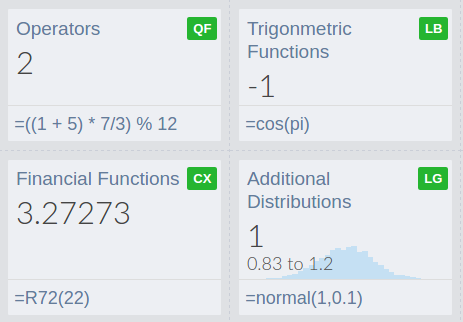 Operators QF
2
=((1 + 5) * 7/3) % 12
Trigonmetric LB
Functions
-1
=cos(pi)
Financial Functions CX
3.27273
=R72(22)
Additional LG
Distributions
1
0.83 to 1.2
=normal(1,0.1)